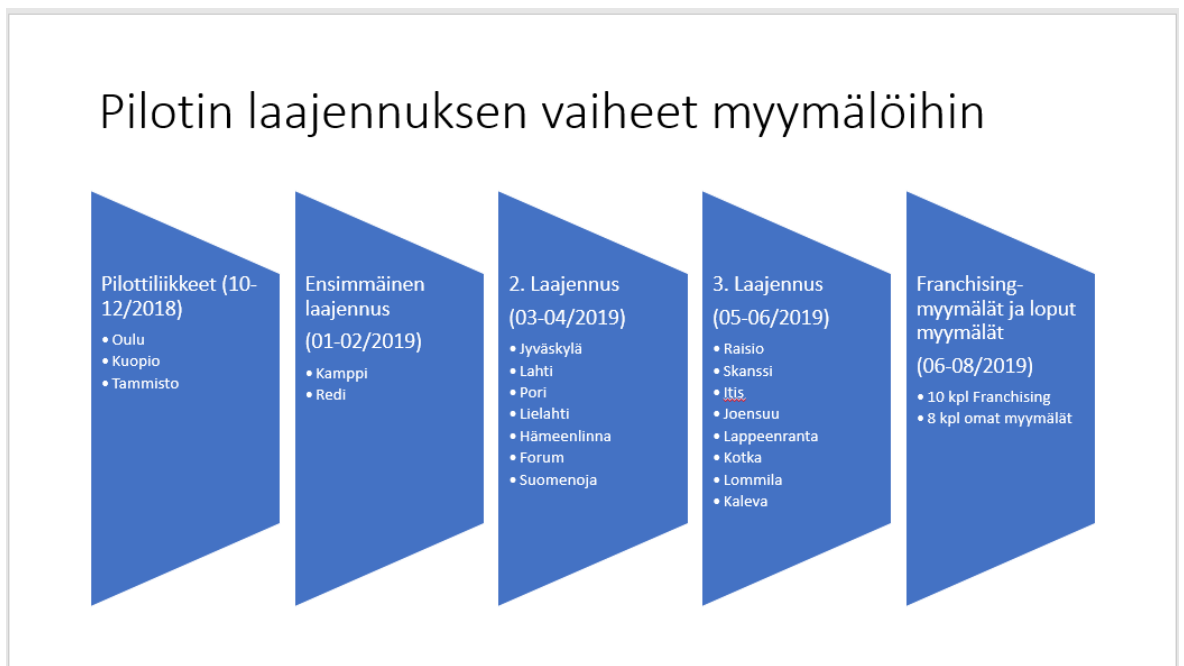 Pilotin laajennuksen vaiheet myymälöihin
Pilottiliikkeet (10-
12/2018)
• Oulu
• Kuopio
• Tammisto
Ensimmäinen
laajennus
(01-02/2019)
• Kamppi
• Redi
2. Laajennus
(03-04/2019)
• Jyväskylä
• Lahti
• Pori
• Lielahti
• Hämeenlinna
• Forum
• Suomenoja
3. Laajennus
(05-06/2019)
• Raisio
• Skanssi
• Itis
• Joensuu
• Lappeenranta
• Kotka
• Lommila
• Kaleva
Franchising-
myymälät ja loput
myymälät
(06-08/2019)
• 10 kpl Franchising
• 8 kpl omat myymälät